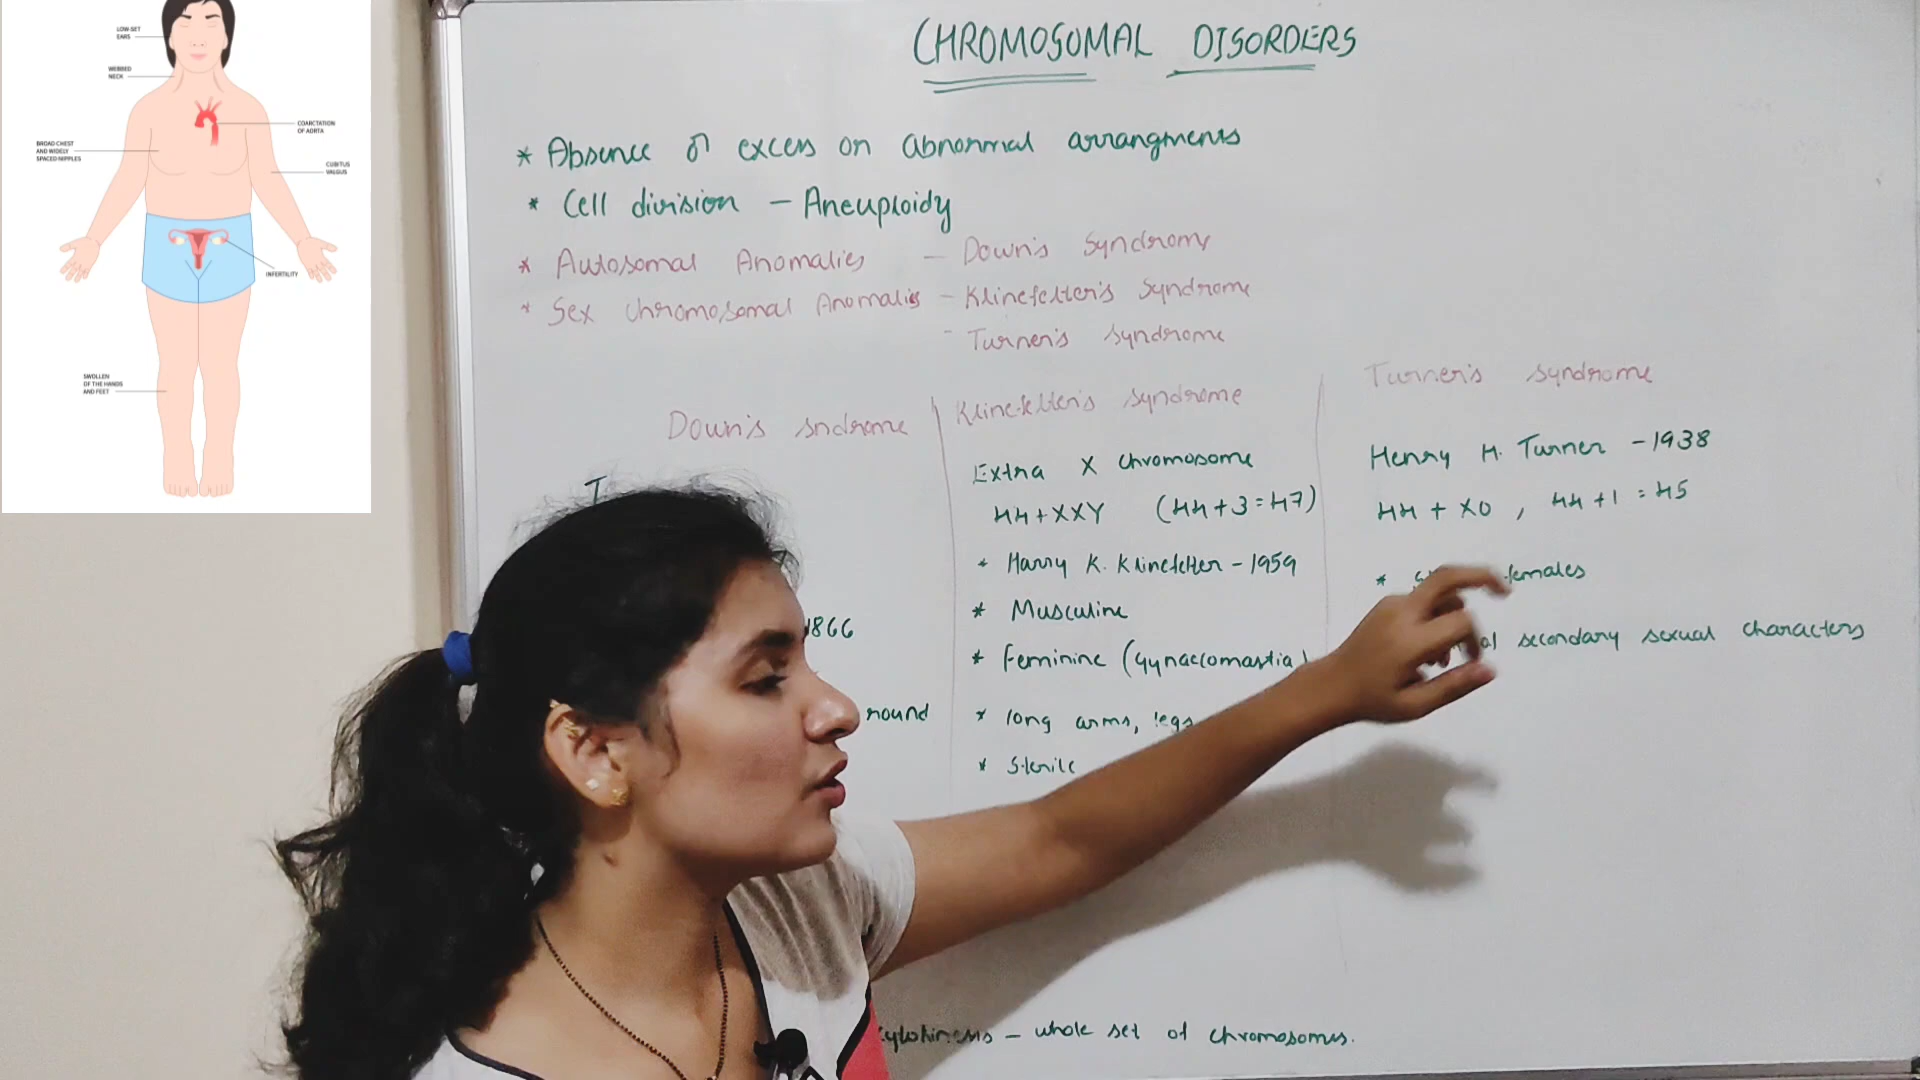 LOW-SET
EARS
WEBBED
NECK
COARCTATION
OF AORTA
BROAD CHEST
AND WIDELY
SPACED NIPPLES
CUBITUS
VALGUS
INFERTILITY
SWOLLEN
OF THE HANDS
AND FEET
CHROMOSOMAL DISORDERS
* Absence or excess or abnormal arrangments
* Cell division - Aneuploidy
* Autosomal Anomalies - Down's Syndrome
* Sex Chromosomal Anomalies - Klinefelter's Syndrome
- Turner's Syndrome
Down's sndrome
1866
round
Klinefelter's syndrome
Extra X chromosome
44+XXY (44+3=47)
* Harry K. Klinefelter - 1959
* Musculine
* Feminine (Gynaecomastia)
* long arms, legs
* Sterile
Turner's syndrome
Henry H. Turner - 1938
44 + XO , 44+1 = 45
* females
secondary sexual characters
Cytokinesis - whole set of chromosomes.